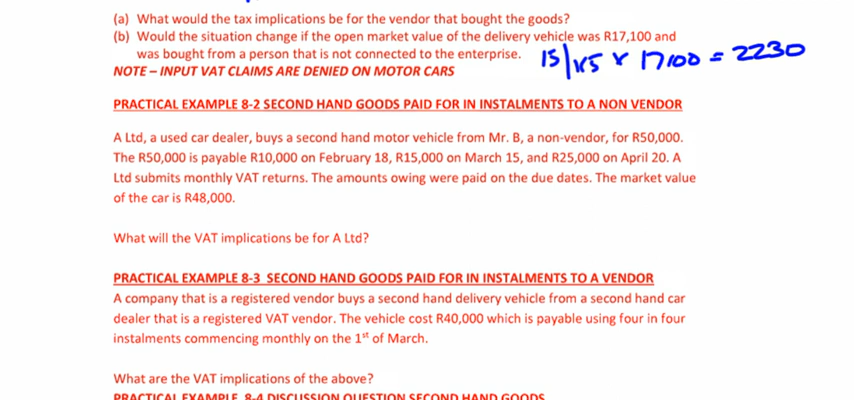 (a) What would the tax implications be for the vendor that bought the goods?
(b) Would the situation change if the open market value of the delivery vehicle was R17,100 and
was bought from a person that is not connected to the enterprise.
15/115 x 17100 = 2230
NOTE – INPUT VAT CLAIMS ARE DENIED ON MOTOR CARS
PRACTICAL EXAMPLE 8-2 SECOND HAND GOODS PAID FOR IN INSTALMENTS TO A NON VENDOR
A Ltd, a used car dealer, buys a second hand motor vehicle from Mr. B, a non-vendor, for R50,000.
The R50,000 is payable R10,000 on February 18, R15,000 on March 15, and R25,000 on April 20. A
Ltd submits monthly VAT returns. The amounts owing were paid on the due dates. The market value
of the car is R48,000.
What will the VAT implications be for A Ltd?
PRACTICAL EXAMPLE 8-3 SECOND HAND GOODS PAID FOR IN INSTALMENTS TO A VENDOR
A company that is a registered vendor buys a second hand delivery vehicle from a second hand car
dealer that is a registered VAT vendor. The vehicle cost R40,000 which is payable using four in four
instalments commencing monthly on the 1st of March.
What are the VAT implications of the above?
PRACTICAL EXAMPLE 8-4 DISCUSSION QUESTION SECOND HAND GOODS